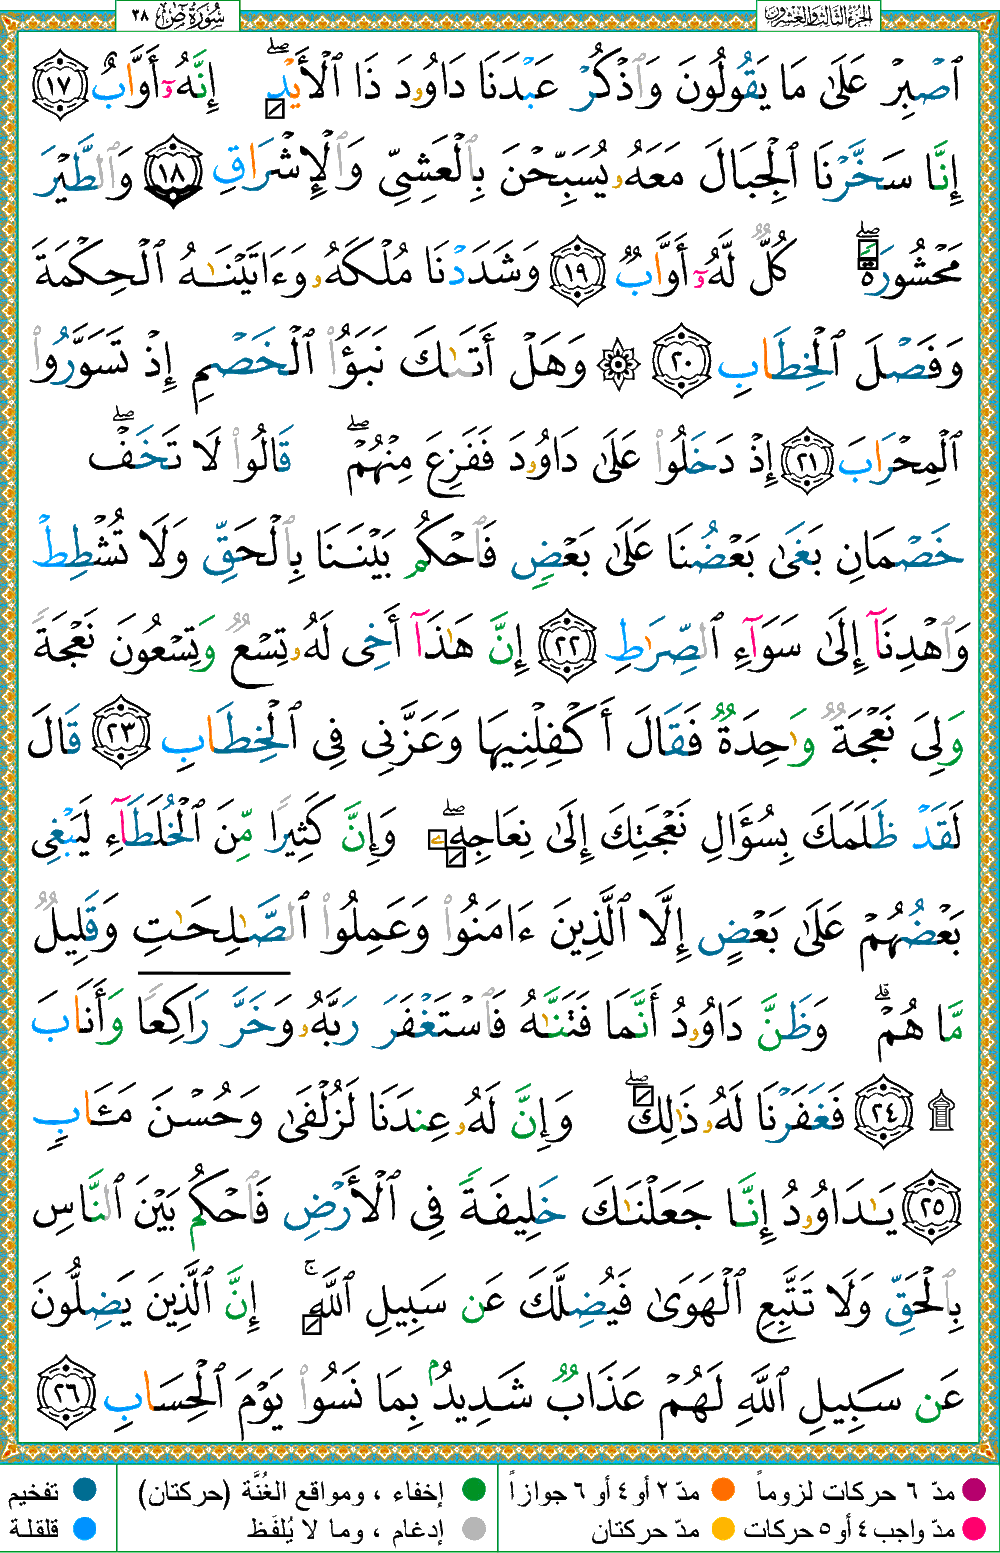 الجزء الثالث والعشرون
سُورَةُ صٓ ٣٨
ٱصْبِرْ عَلَىٰ مَا يَقُولُونَ وَٱذْكُرْ عَبْدَنَا دَاوُۥدَ ذَا ٱلْأَيْدِ ۖ إِنَّهُۥٓ أَوَّابٌ ١٧
إِنَّا سَخَّرْنَا ٱلْجِبَالَ مَعَهُۥ يُسَبِّحْنَ بِٱلْعَشِىِّ وَٱلْإِشْرَاقِ ١٨ وَٱلطَّيْرَ
مَحْشُورَةً ۖ كُلٌّ لَّهُۥٓ أَوَّابٌ ١٩ وَشَدَدْنَا مُلْكَهُۥ وَءَاتَيْنَـٰهُ ٱلْحِكْمَةَ
وَفَصْلَ ٱلْخِطَابِ ٢٠ ۞ وَهَلْ أَتَىٰكَ نَبَؤُا۟ ٱلْخَصْمِ إِذْ تَسَوَّرُوا۟
ٱلْمِحْرَابَ ٢١ إِذْ دَخَلُوا۟ عَلَىٰ دَاوُۥدَ فَفَزِعَ مِنْهُمْ ۖ قَالُوا۟ لَا تَخَفْ ۖ
خَصْمَانِ بَغَىٰ بَعْضُنَا عَلَىٰ بَعْضٍ فَٱحْكُم بَيْنَنَا بِٱلْحَقِّ وَلَا تُشْطِطْ
وَٱهْدِنَآ إِلَىٰ سَوَآءِ ٱلصِّرَٰطِ ٢٢ إِنَّ هَـٰذَآ أَخِى لَهُۥ تِسْعٌ وَتِسْعُونَ نَعْجَةً
وَلِىَ نَعْجَةٌ وَٰحِدَةٌ فَقَالَ أَكْفِلْنِيهَا وَعَزَّنِى فِى ٱلْخِطَابِ ٢٣ قَالَ
لَقَدْ ظَلَمَكَ بِسُؤَالِ نَعْجَتِكَ إِلَىٰ نِعَاجِهِۦ ۖ وَإِنَّ كَثِيرًا مِّنَ ٱلْخُلَطَآءِ لَيَبْغِى
بَعْضُهُمْ عَلَىٰ بَعْضٍ إِلَّا ٱلَّذِينَ ءَامَنُوا۟ وَعَمِلُوا۟ ٱلصَّـٰلِحَـٰتِ وَقَلِيلٌ
مَّا هُمْ ۗ وَظَنَّ دَاوُۥدُ أَنَّمَا فَتَنَّـٰهُ فَٱسْتَغْفَرَ رَبَّهُۥ وَخَرَّ رَاكِعًا وَأَنَابَ
۩ ٢٤ فَغَفَرْنَا لَهُۥ ذَٰلِكَ ۖ وَإِنَّ لَهُۥ عِندَنَا لَزُلْفَىٰ وَحُسْنَ مَـَٔابٍ
٢٥ يَـٰدَاوُۥدُ إِنَّا جَعَلْنَـٰكَ خَلِيفَةً فِى ٱلْأَرْضِ فَٱحْكُم بَيْنَ ٱلنَّاسِ
بِٱلْحَقِّ وَلَا تَتَّبِعِ ٱلْهَوَىٰ فَيُضِلَّكَ عَن سَبِيلِ ٱللَّهِ ۚ إِنَّ ٱلَّذِينَ يَضِلُّونَ
عَن سَبِيلِ ٱللَّهِ لَهُمْ عَذَابٌ شَدِيدٌۢ بِمَا نَسُوا۟ يَوْمَ ٱلْحِسَابِ ٢٦
مدّ ٦ حركات لزوماً مدّ ٢ أو ٤ أو ٦ جوازاً إخفاء ، ومواقع الغُنَّة (حركتان) تفخيم
مدّ واجب ٤ أو ٥ حركات مدّ حركتان إدغام ، وما لا يُلفَظ قلقلة